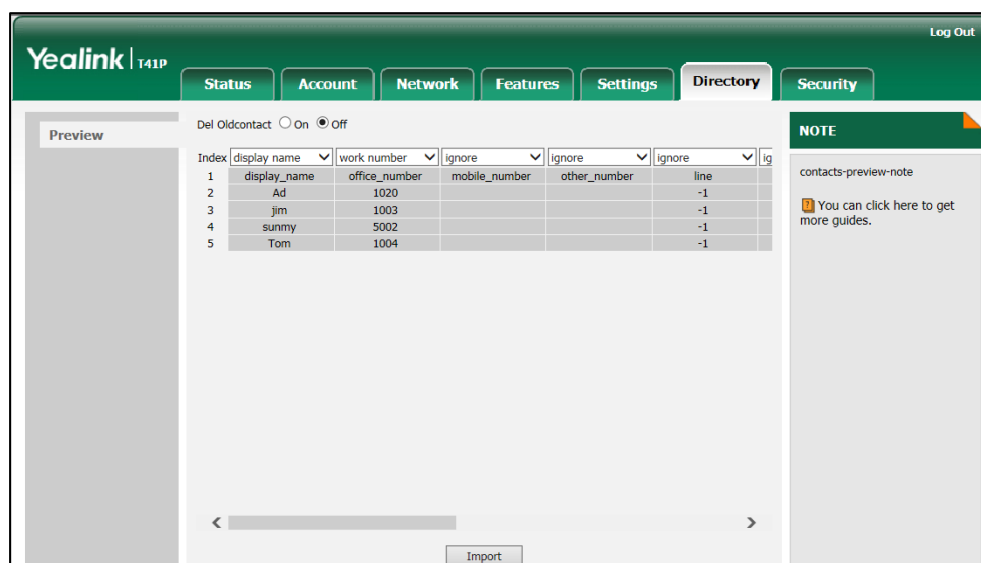 Log Out
Yealink T41P
Status Account Network Features Settings Directory Security
Preview
Del Oldcontact On Off
NOTE
Index display name work number ignore ignore ignore ig
1 display_name office_number mobile_number other_number line
2 Ad 1020 -1
3 jim 1003 -1
4 sunmy 5002 -1
5 Tom 1004 -1
contacts-preview-note
You can click here to get
more guides.
Import